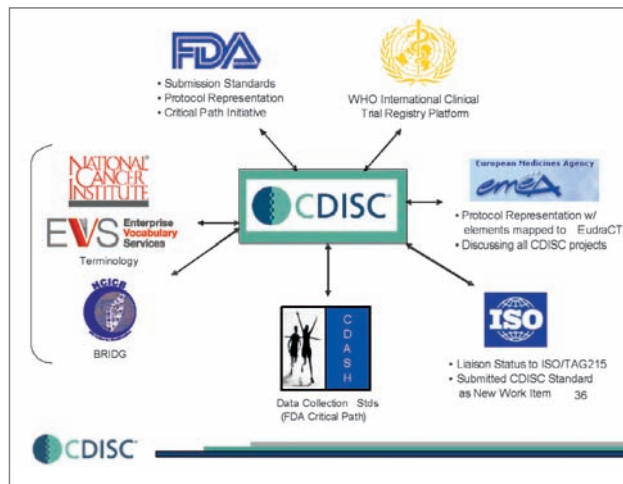 FDA
• Submission Standards
• Protocol Representation
• Critical Path Initiative
WHO International Clinical
Trial Registry Platform
NATIONAL
CANCER
INSTITUTE
EVS Enterprise
Vocabulary
Services
Terminology
NCICB
BRIDG
CDISC
European Medicines Agency
emea
• Protocol Representation w/
elements mapped to EudraCT
• Discussing all CDISC projects
CDASH
Data Collection Stds
(FDA Critical Path)
ISO
• Liaison Status to ISO/TAG215
• Submitted CDISC Standard
as New Work Item 36
CDISC